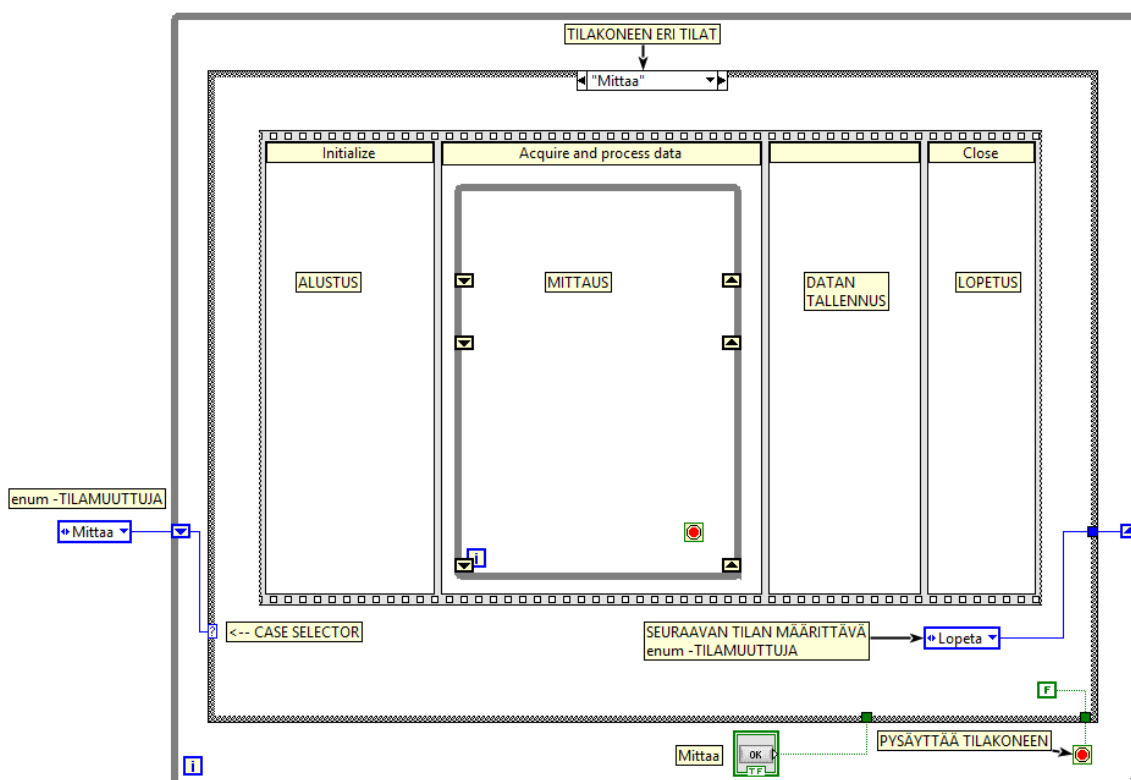 TILAKONEEN ERI TILAT
"Mittaa"
Initialize
Acquire and process data
Close
ALUSTUS
MITTAUS
DATAN
TALLENNUS
LOPETUS
enum -TILAMUUTTUJA
Mittaa
i
?
<-- CASE SELECTOR
SEURAAVAN TILAN MÄÄRITTÄVÄ
enum -TILAMUUTTUJA
Lopeta
F
Mittaa
OK
TF
PYSÄYTTÄÄ TILAKONEEN
i